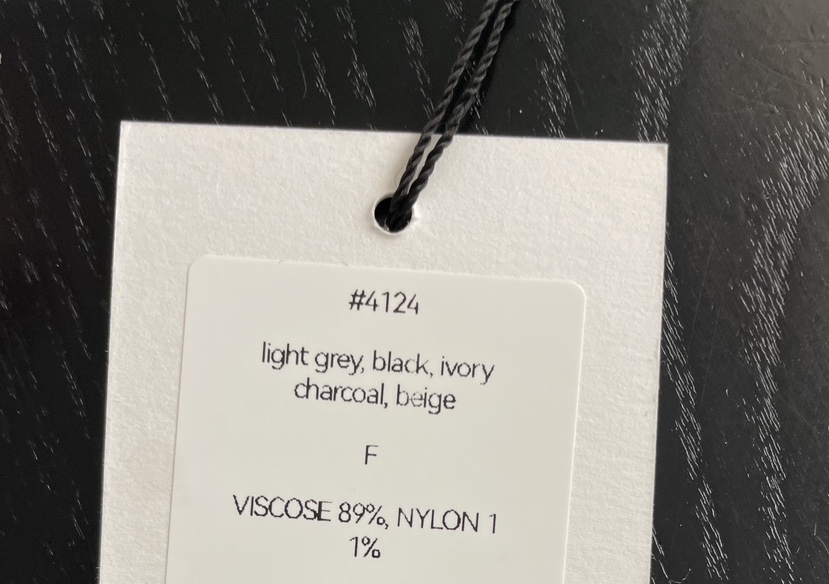 #4124
light grey, black, ivory
charcoal, beige
F
VISCOSE 89%, NYLON 1
1%